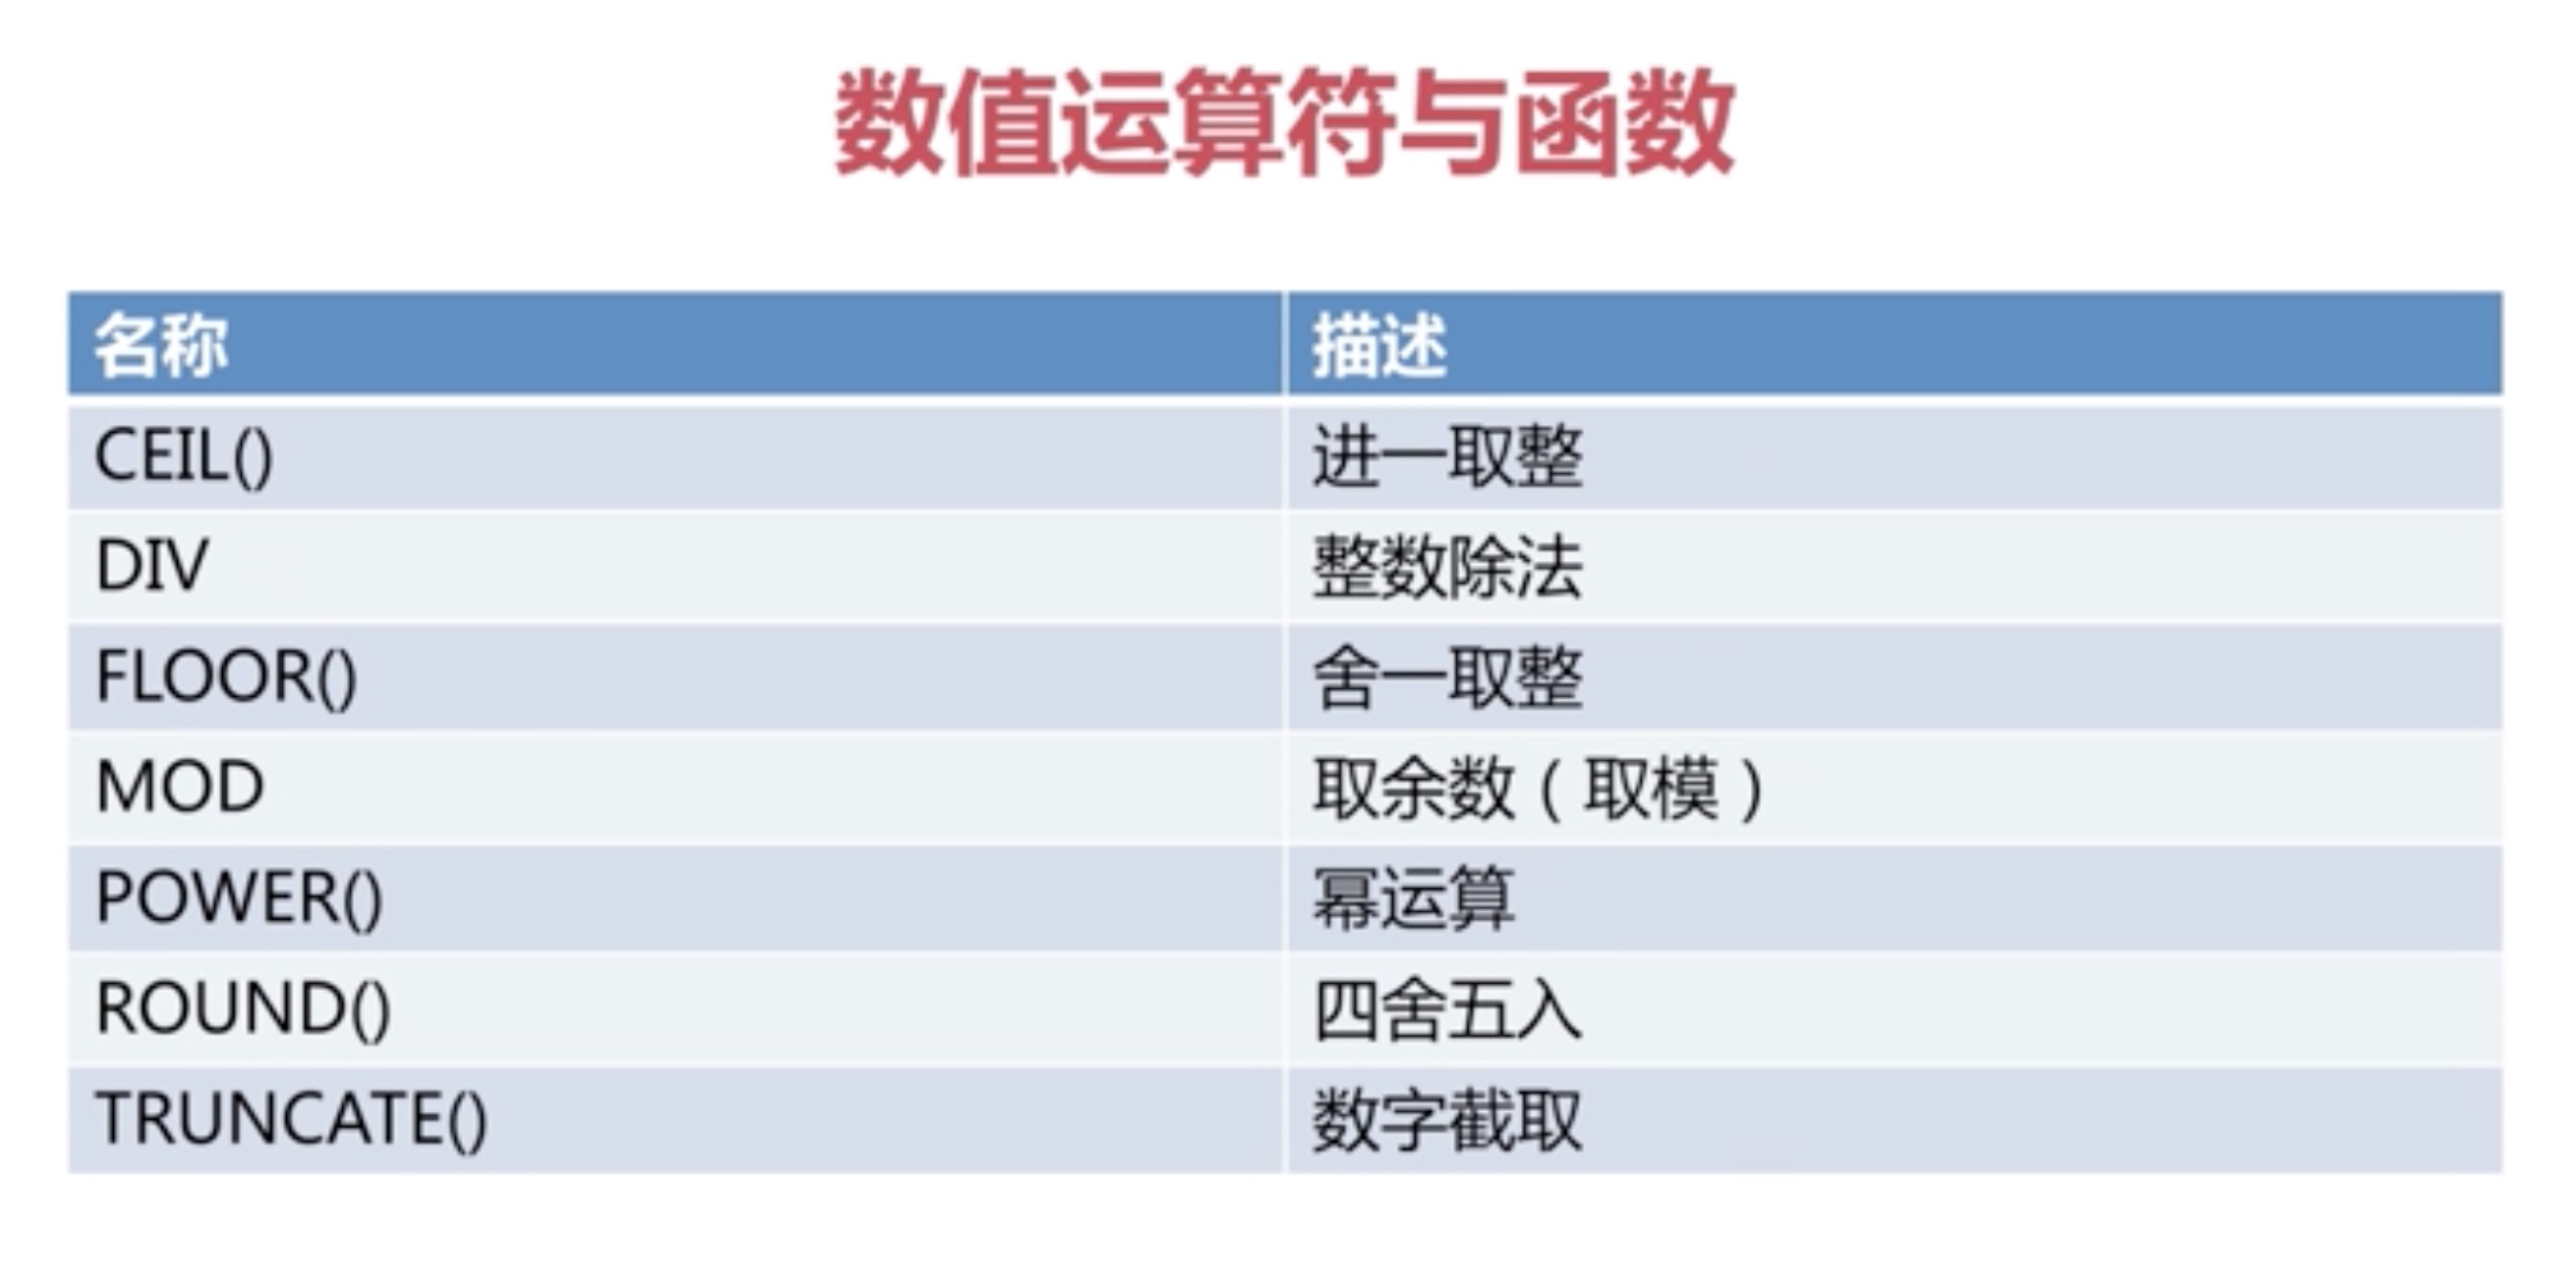 数值运算符与函数
名称 描述
CEIL() 进一取整
DIV 整数除法
FLOOR() 舍一取整
MOD 取余数（取模）
POWER() 幂运算
ROUND() 四舍五入
TRUNCATE() 数字截取